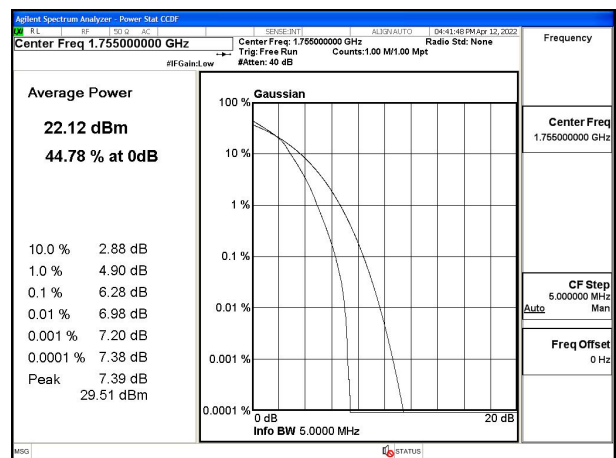 Agilent Spectrum Analyzer - Power Stat CCDF
RL RF 50 Ω AC SENSE:INT ALIGN AUTO 04:41:48 PM Apr 12, 2022
Center Freq 1.755000000 GHz
Center Freq: 1.755000000 GHz Radio Std: None
Trig: Free Run Counts:1.00 M/1.00 Mpt
#IFGain:Low #Atten: 40 dB
Frequency
Average Power
22.12 dBm
44.78 % at 0dB
10.0 % 2.88 dB
1.0 % 4.90 dB
0.1 % 6.28 dB
0.01 % 6.98 dB
0.001 % 7.20 dB
0.0001 % 7.38 dB
Peak 7.39 dB
29.51 dBm
Gaussian
100 %
10 %
1 %
0.1 %
0.01 %
0.001 %
0.0001 %
0 dB 20 dB
Info BW 5.0000 MHz
Center Freq
1.755000000 GHz
CF Step
5.000000 MHz
Auto Man
Freq Offset
0 Hz
MSG STATUS